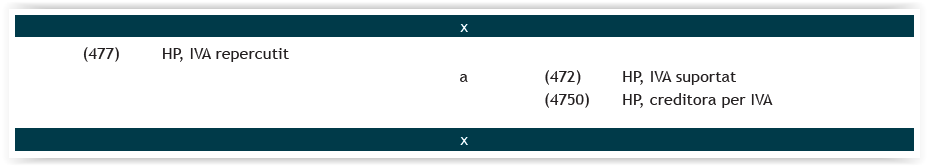 x
(477) HP, IVA repercutit
a (472) HP, IVA suportat
(4750) HP, creditora per IVA
x